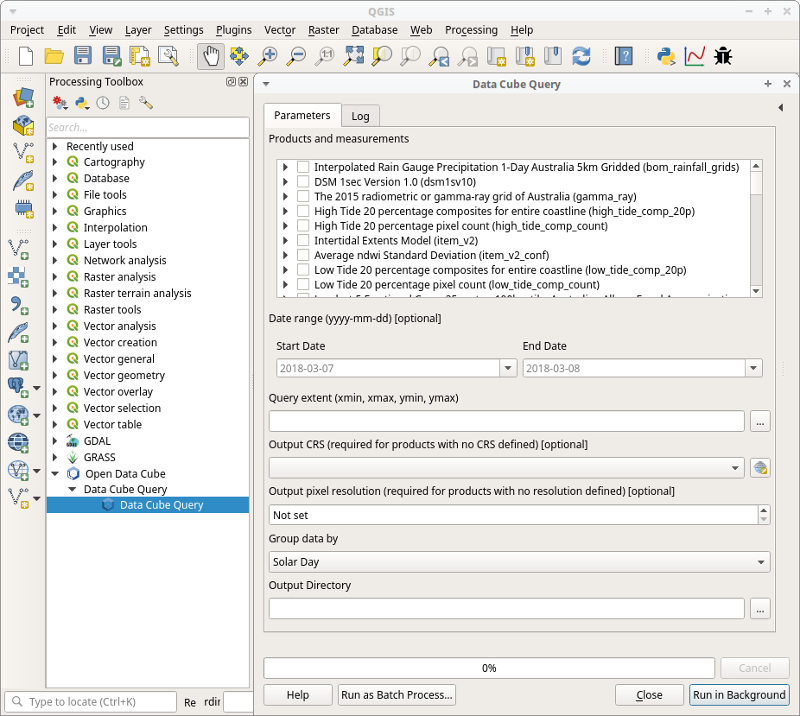 QGIS
Project Edit View Layer Settings Plugins Vector Raster Database Web Processing Help
Processing Toolbox
Search...
Recently used
Cartography
Database
File tools
Graphics
Interpolation
Layer tools
Network analysis
Raster analysis
Raster terrain analysis
Raster tools
Vector analysis
Vector creation
Vector general
Vector geometry
Vector overlay
Vector selection
Vector table
GDAL
GRASS
Open Data Cube
Data Cube Query
Data Cube Query
Type to locate (Ctrl+K)
Re rdir
Data Cube Query
Parameters Log
Products and measurements
Interpolated Rain Gauge Precipitation 1-Day Australia 5km Gridded (bom_rainfall_grids)
DSM 1sec Version 1.0 (dsm1sv10)
The 2015 radiometric or gamma-ray grid of Australia (gamma_ray)
High Tide 20 percentage composites for entire coastline (high_tide_comp_20p)
High Tide 20 percentage pixel count (high_tide_comp_count)
Intertidal Extents Model (item_v2)
Average ndwi Standard Deviation (item_v2_conf)
Low Tide 20 percentage composites for entire coastline (low_tide_comp_20p)
Low Tide 20 percentage pixel count (low_tide_comp_count)
Date range (yyyy-mm-dd) [optional]
Start Date End Date
2018-03-07 2018-03-08
Query extent (xmin, xmax, ymin, ymax)
...
Output CRS (required for products with no CRS defined) [optional]
Output pixel resolution (required for products with no resolution defined) [optional]
Not set
Group data by
Solar Day
Output Directory
...
0%
Cancel
Help Run as Batch Process... Close Run in Background